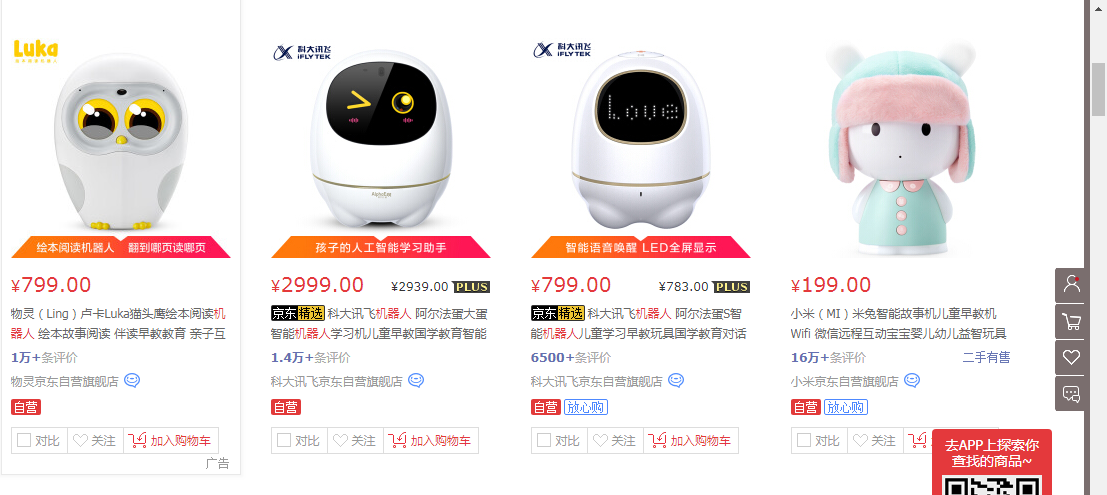 Luka
科大讯飞
iFLYTEK
科大讯飞
iFLYTEK
AlphaEgg
Love
绘本阅读机器人 翻到哪页读哪页
孩子的人工智能学习助手
智能语音唤醒 LED全屏显示
¥799.00
物灵（Ling）卢卡Luka猫头鹰绘本阅读机
器人 绘本故事阅读 伴读早教教育 亲子互
1万+条评价
物灵京东自营旗舰店
自营
对比 关注 加入购物车
广告
¥2999.00 ¥2939.00 PLUS
京东精选 科大讯飞机器人 阿尔法蛋大蛋
智能机器人学习机儿童早教国学教育智能
1.4万+条评价
科大讯飞京东自营旗舰店
自营
对比 关注 加入购物车
¥799.00 ¥783.00 PLUS
京东精选 科大讯飞机器人 阿尔法蛋S智
能机器人儿童学习早教玩具国学教育对话
6500+条评价
科大讯飞京东自营旗舰店
自营 放心购
对比 关注 加入购物车
¥199.00
小米（MI）米兔智能故事机儿童早教机
Wifi 微信远程互动宝宝婴儿幼儿益智玩具
16万+条评价 二手有售
小米京东自营旗舰店
自营 放心购
对比 关注
去APP上探索你
查找的商品~